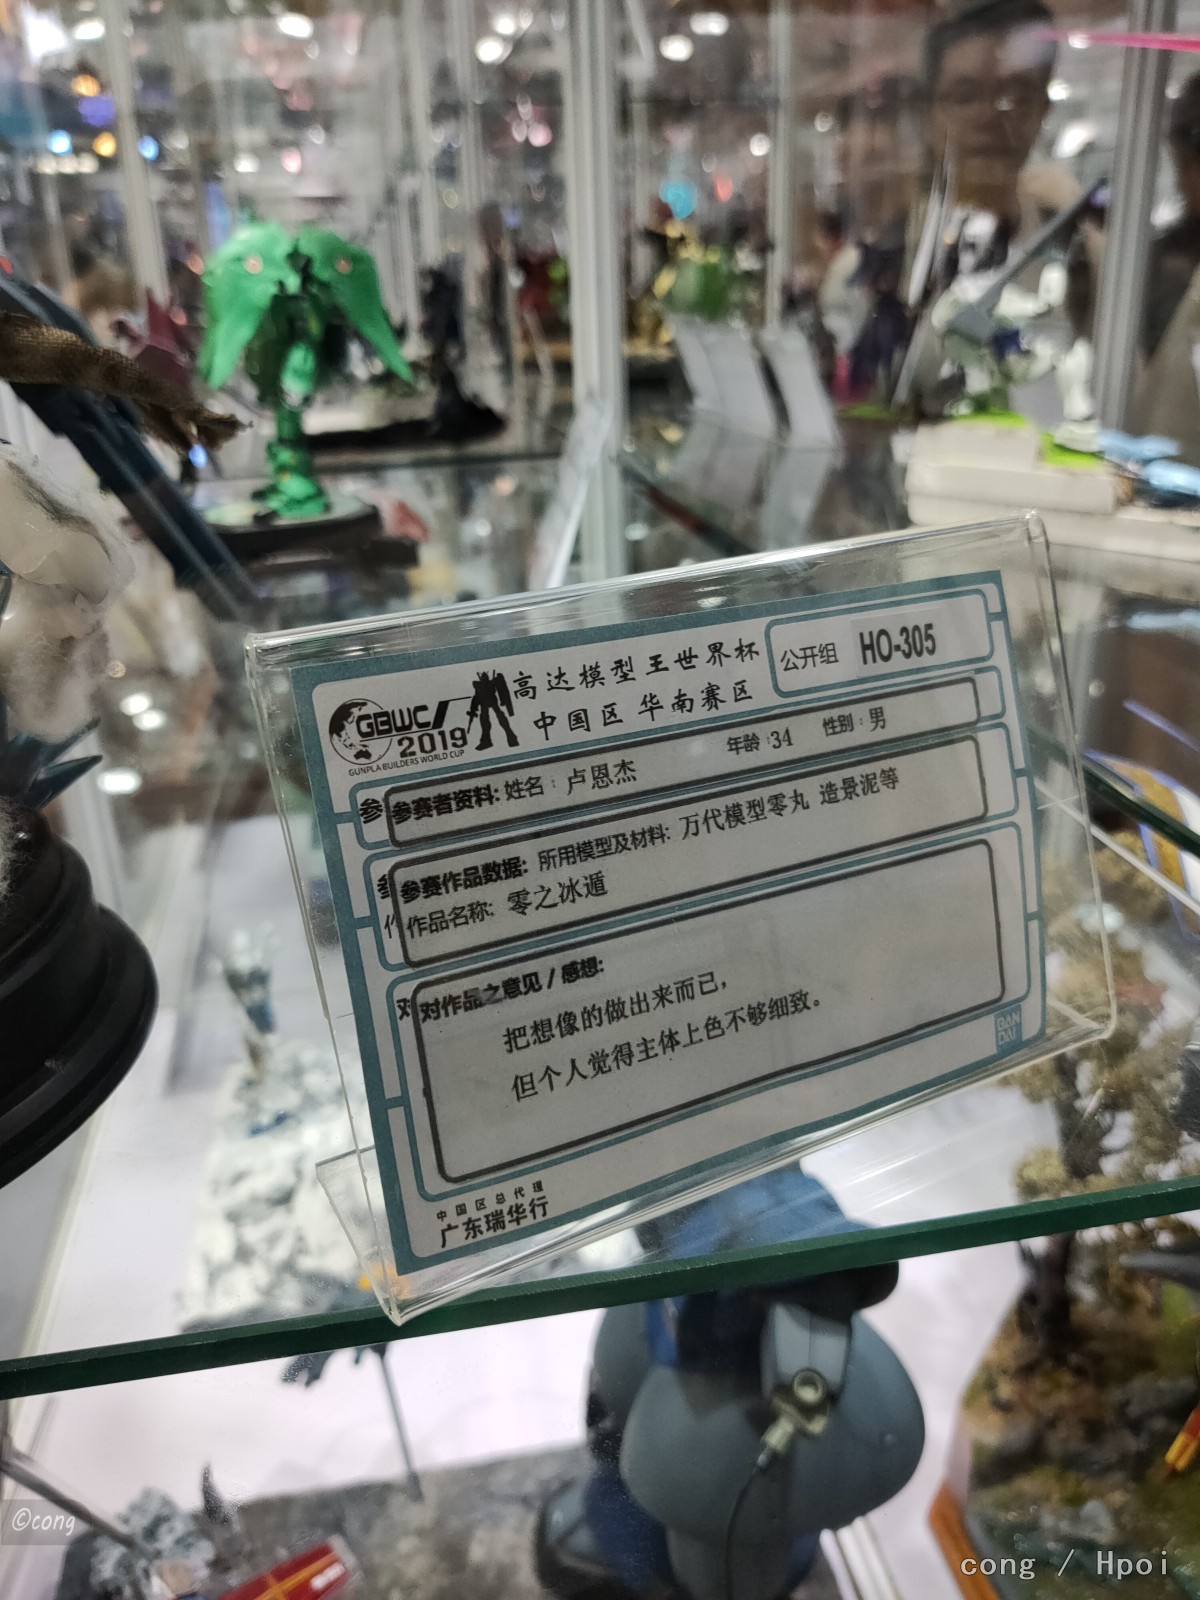 GBWC 2019
GUNPLA BUILDERS WORLD CUP
高达模型王世界杯
中国区华南赛区
公开组 HO-305
参 参赛者资料: 姓名: 卢恩杰 年龄:34 性别:男
参 参赛作品数据: 所用模型及材料: 万代模型零丸 造景泥等
作 作品名称: 零之冰遁
对 对作品之意见/感想:
把想像的做出来而已,
但个人觉得主体上色不够细致。
BAN
DAI
中国区总代理
广东瑞华行
©cong
cong / Hpoi